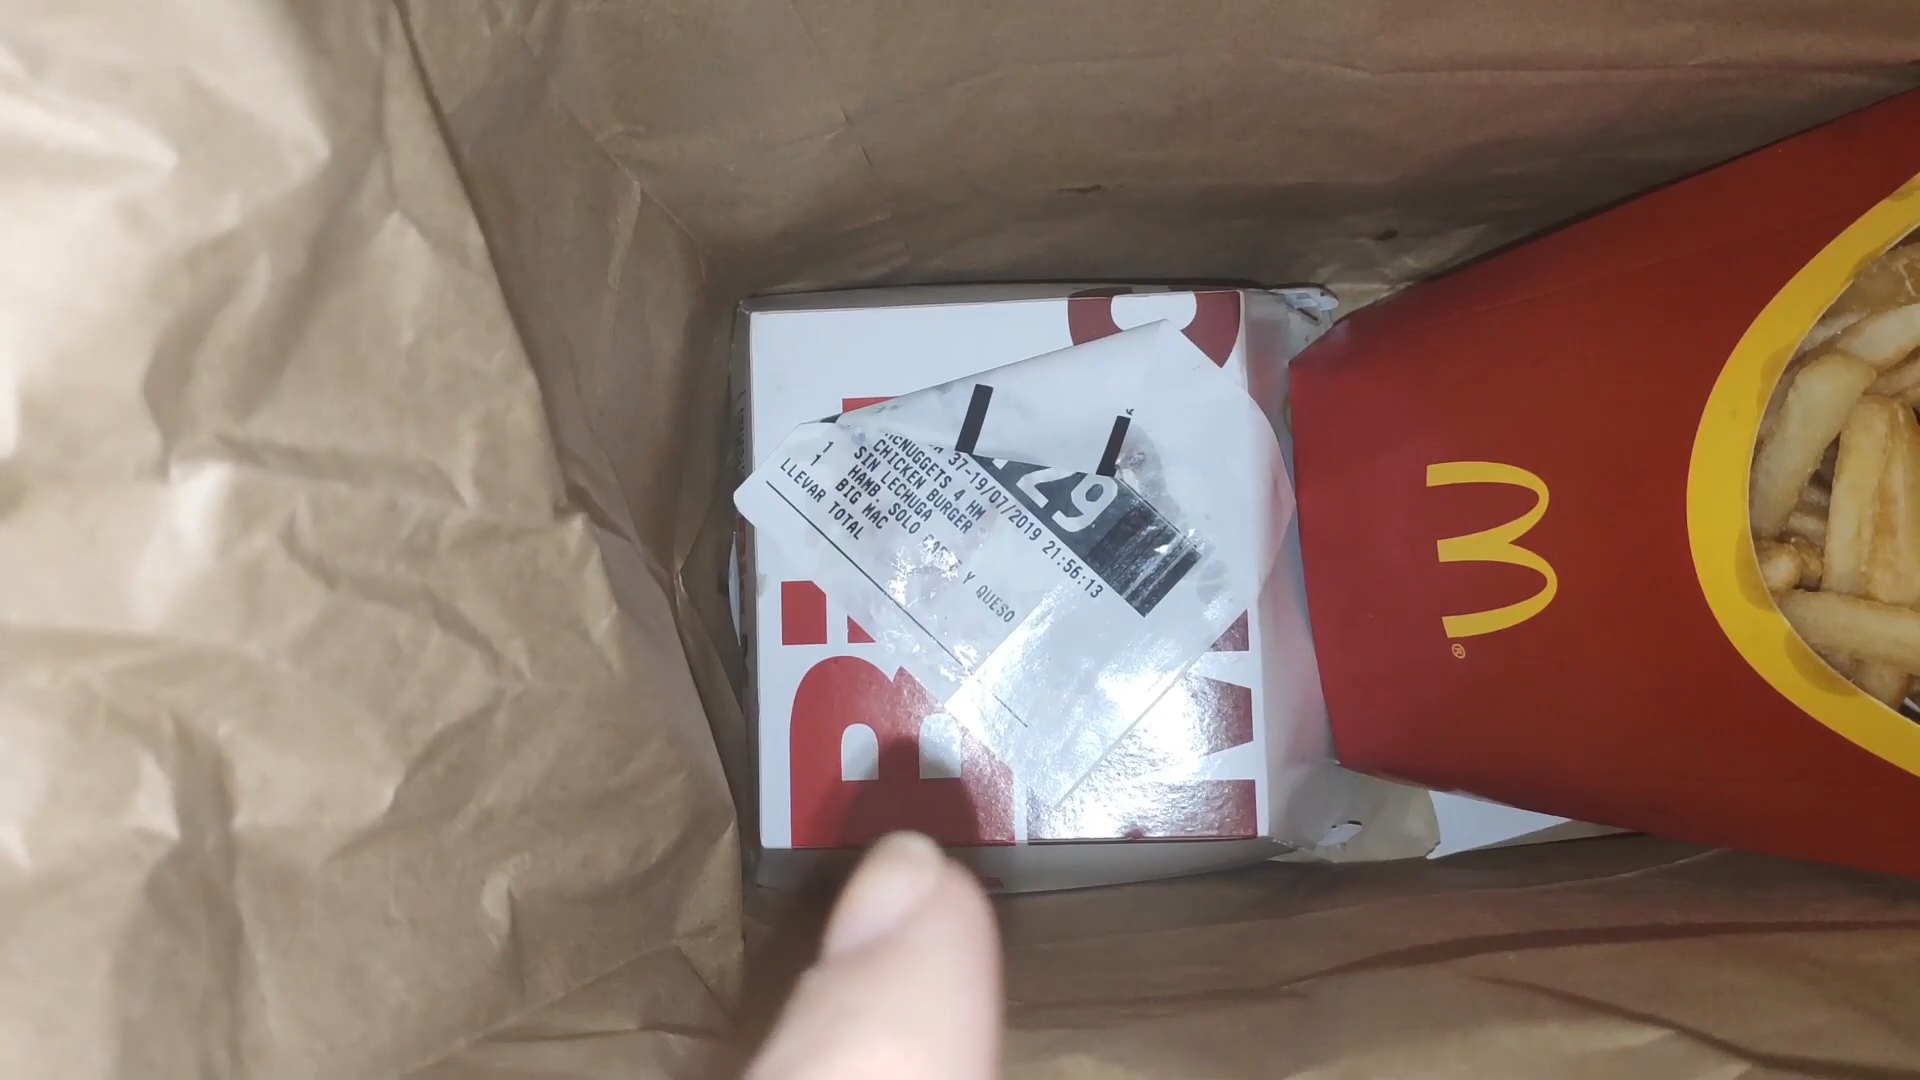 29
37-19/07/2019 21:56:13
NUGGETS 4 HM
CHICKEN BURGER
SIN LECHUGA
1 HAMB. SOLO Y QUESO
1 BIG MAC
LLEVAR TOTAL
Bi
M
®